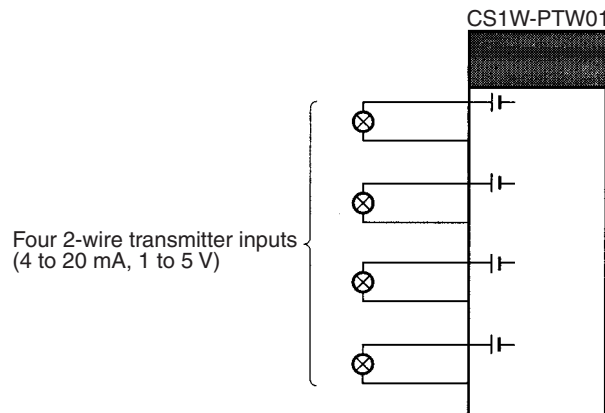 CS1W-PTW01
Four 2-wire transmitter inputs
(4 to 20 mA, 1 to 5 V)